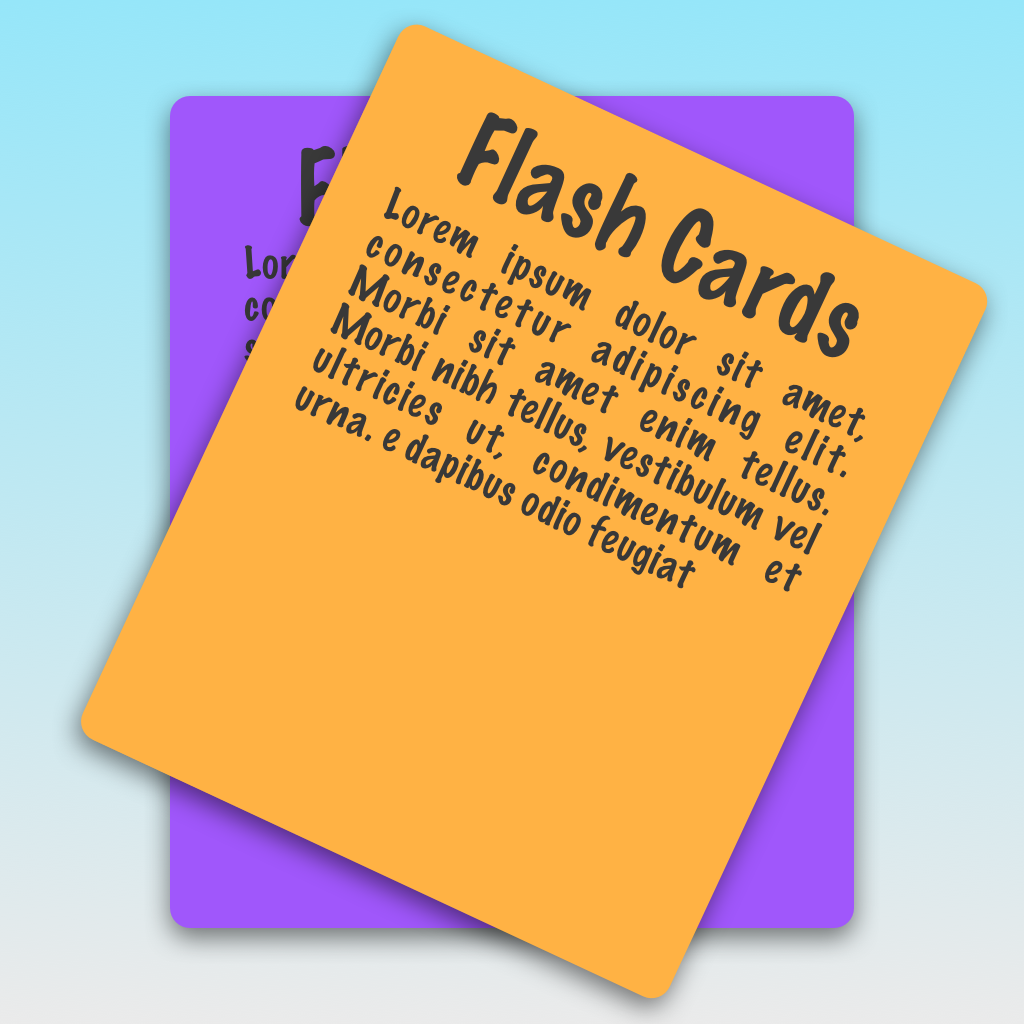 Flash Cards
Lorem ipsum dolor sit amet,
consectetur adipiscing elit.
Morbi sit amet enim tellus.
Morbi nibh tellus, vestibulum vel
ultricies ut, condimentum et
urna. e dapibus odio feugiat